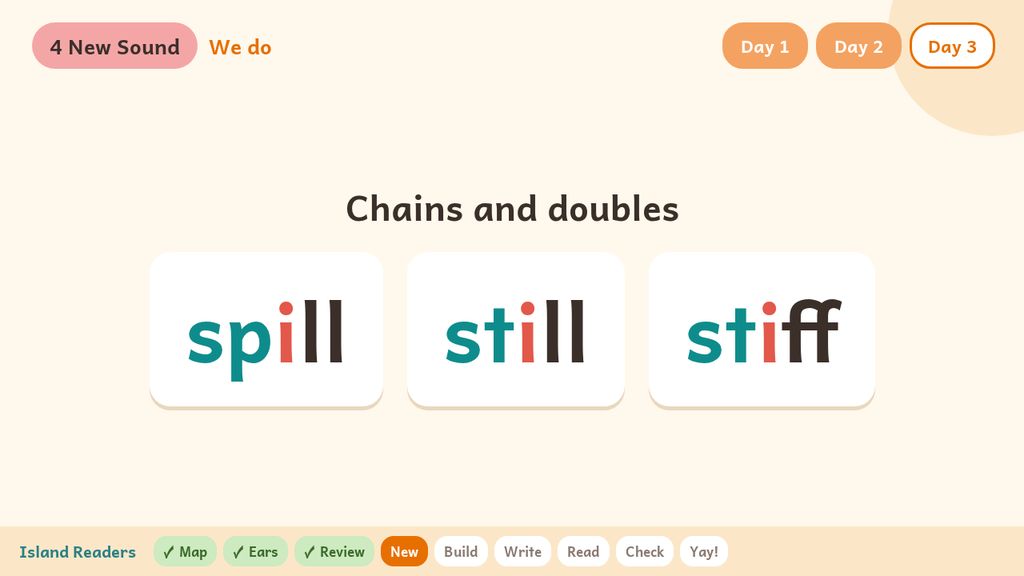 4 New Sound We do Day 1 Day 2 Day 3
Chains and doubles
spill still stiff
Island Readers ✓ Map ✓ Ears ✓ Review New Build Write Read Check Yay!